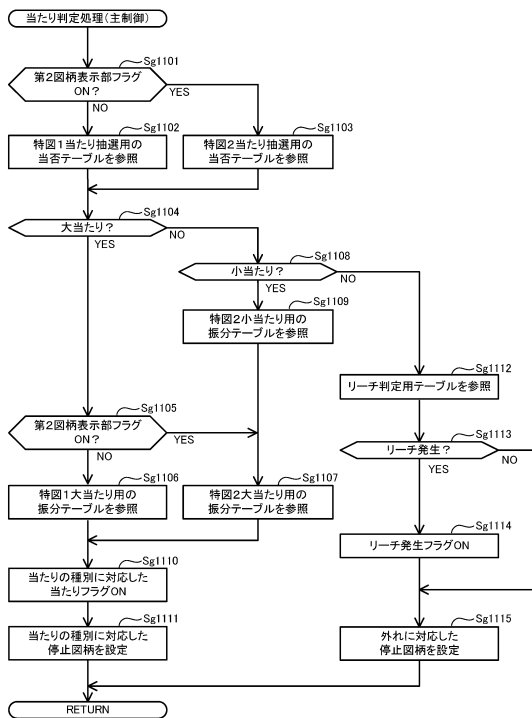 当たり判定処理(主制御)
Sg1101
第2図柄表示部フラグ
ON?
YES
NO
Sg1102
特図1当たり抽選用の
当否テーブルを参照
Sg1103
特図2当たり抽選用の
当否テーブルを参照
Sg1104
大当たり?
NO
YES
Sg1108
小当たり?
NO
YES
Sg1109
特図2小当たり用の
振分テーブルを参照
Sg1112
リーチ判定用テーブルを参照
Sg1105
第2図柄表示部フラグ
ON?
YES
NO
Sg1113
リーチ発生?
NO
YES
Sg1106
特図1大当たり用の
振分テーブルを参照
Sg1107
特図2大当たり用の
振分テーブルを参照
Sg1114
リーチ発生フラグON
Sg1110
当たりの種別に対応した
当たりフラグON
Sg1111
当たりの種別に対応した
停止図柄を設定
Sg1115
外れに対応した
停止図柄を設定
RETURN